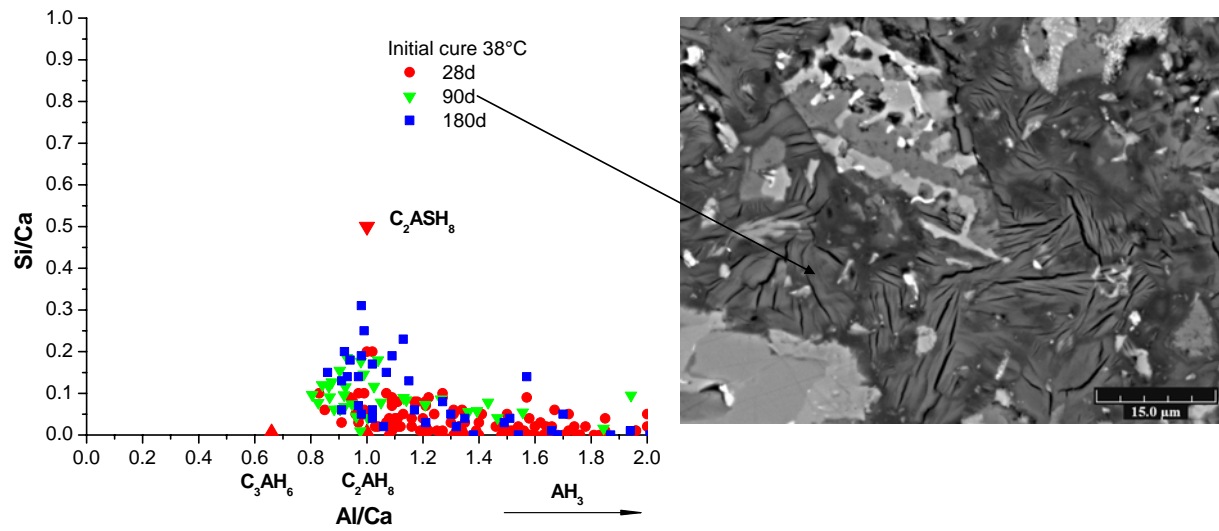 Initial cure 38°C
28d
90d
180d
1.0
0.9
0.8
0.7
0.6
0.5
0.4
0.3
0.2
0.1
0.0
Si/Ca
C₂ASH₈
0.0 0.2 0.4 0.6 0.8 1.0 1.2 1.4 1.6 1.8 2.0
C₃AH₆ C₂AH₈ AH₃
Al/Ca
15.0 µm